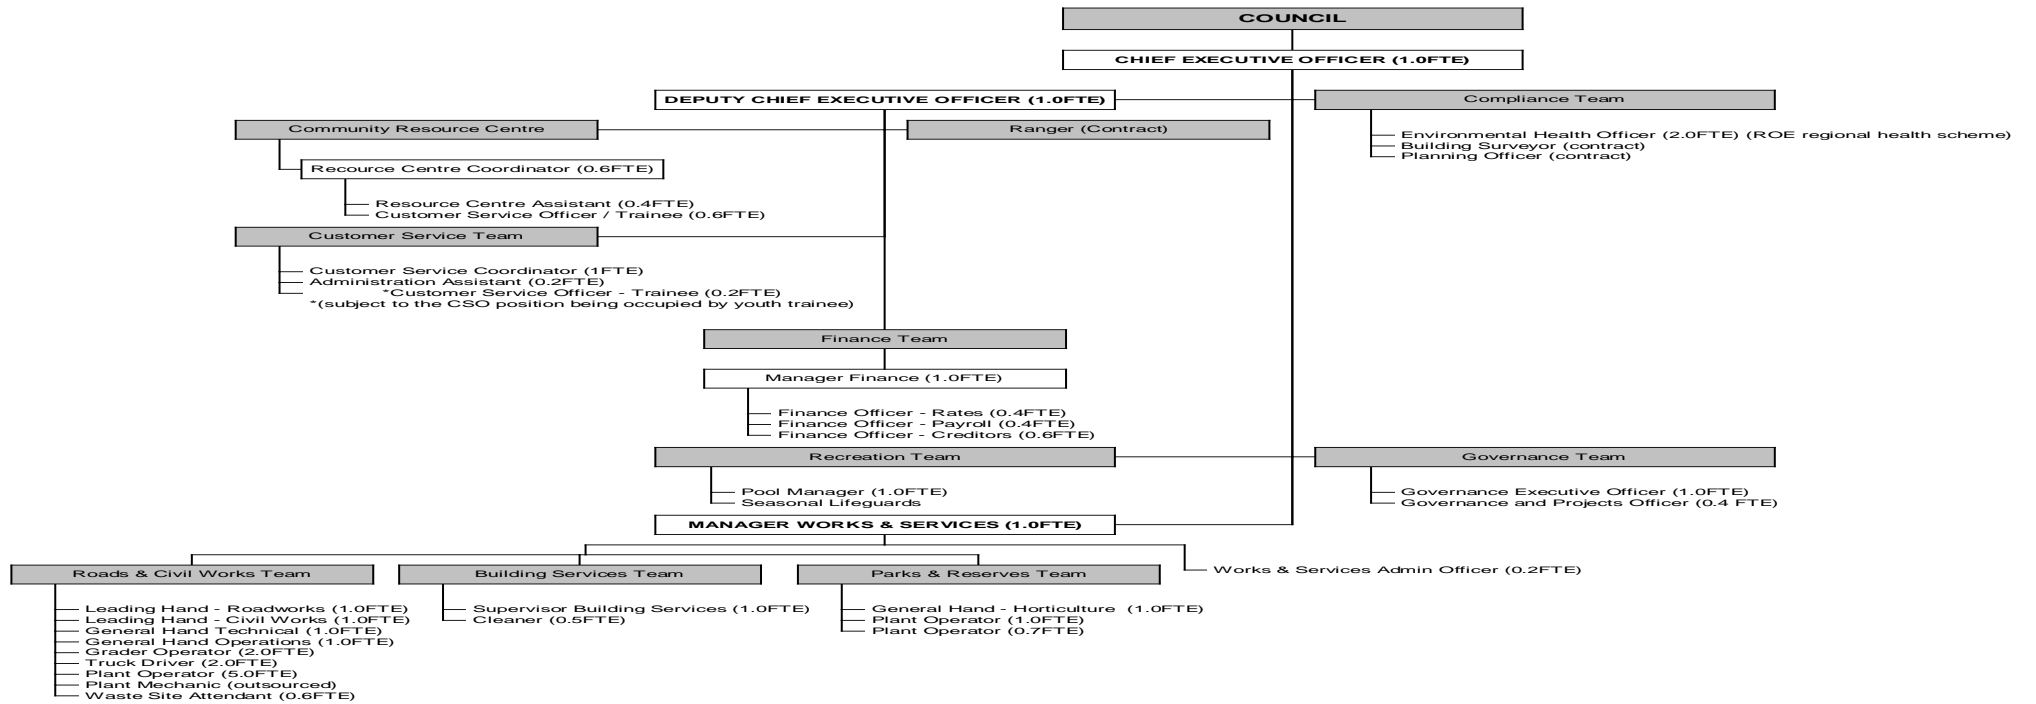 COUNCIL
CHIEF EXECUTIVE OFFICER (1.0FTE)
DEPUTY CHIEF EXECUTIVE OFFICER (1.0FTE)
Compliance Team
Community Resource Centre
Ranger (Contract)
Environmental Health Officer (2.0FTE) (ROE regional health scheme)
Building Surveyor (contract)
Planning Officer (contract)
Recource Centre Coordinator (0.6FTE)
Resource Centre Assistant (0.4FTE)
Customer Service Officer / Trainee (0.6FTE)
Customer Service Team
Customer Service Coordinator (1FTE)
Administration Assistant (0.2FTE)
*Customer Service Officer - Trainee (0.2FTE)
*(subject to the CSO position being occupied by youth trainee)
Finance Team
Manager Finance (1.0FTE)
Finance Officer - Rates (0.4FTE)
Finance Officer - Payroll (0.4FTE)
Finance Officer - Creditors (0.6FTE)
Recreation Team
Governance Team
Pool Manager (1.0FTE)
Seasonal Lifeguards
Governance Executive Officer (1.0FTE)
Governance and Projects Officer (0.4 FTE)
MANAGER WORKS & SERVICES (1.0FTE)
Roads & Civil Works Team
Building Services Team
Parks & Reserves Team
Works & Services Admin Officer (0.2FTE)
Leading Hand - Roadworks (1.0FTE)
Leading Hand - Civil Works (1.0FTE)
General Hand Technical (1.0FTE)
General Hand Operations (1.0FTE)
Grader Operator (2.0FTE)
Truck Driver (2.0FTE)
Plant Operator (5.0FTE)
Plant Mechanic (outsourced)
Waste Site Attendant (0.6FTE)
Supervisor Building Services (1.0FTE)
Cleaner (0.5FTE)
General Hand - Horticulture (1.0FTE)
Plant Operator (1.0FTE)
Plant Operator (0.7FTE)